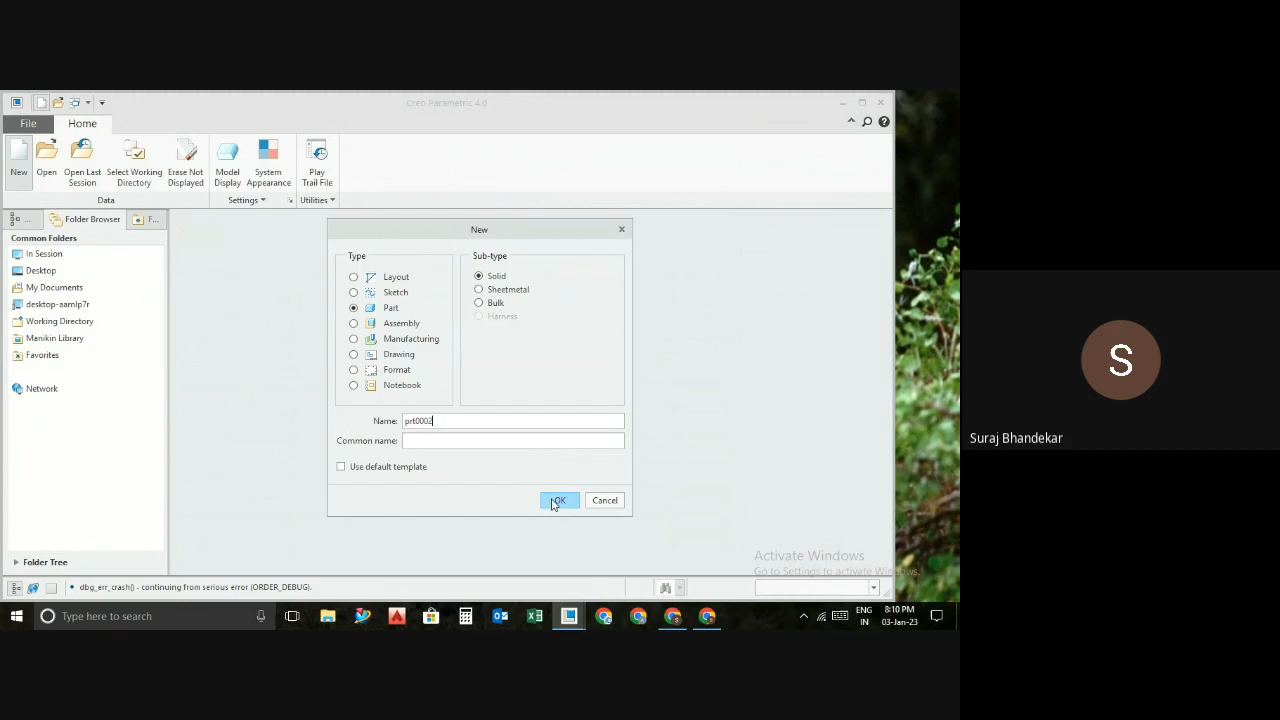 Creo Parametric 4.0
File
Home
New
Open
Open Last Session
Select Working Directory
Erase Not Displayed
Model Display
System Appearance
Play Trail File
Data
Settings
Utilities
...
Folder Browser
F...
Common Folders
In Session
Desktop
My Documents
desktop-aamlp7r
Working Directory
Manikin Library
Favorites
Network
Folder Tree
New
Type
Layout
Sketch
Part
Assembly
Manufacturing
Drawing
Format
Notebook
Sub-type
Solid
Sheetmetal
Bulk
Harness
Name: prt0002
Common name:
Use default template
OK
Cancel
Activate Windows
Go to Settings to activate Windows.
• dbg_err_crash() - continuing from serious error (ORDER_DEBUG).
Type here to search
ENG
IN
8:10 PM
03-Jan-23
S
Suraj Bhandekar